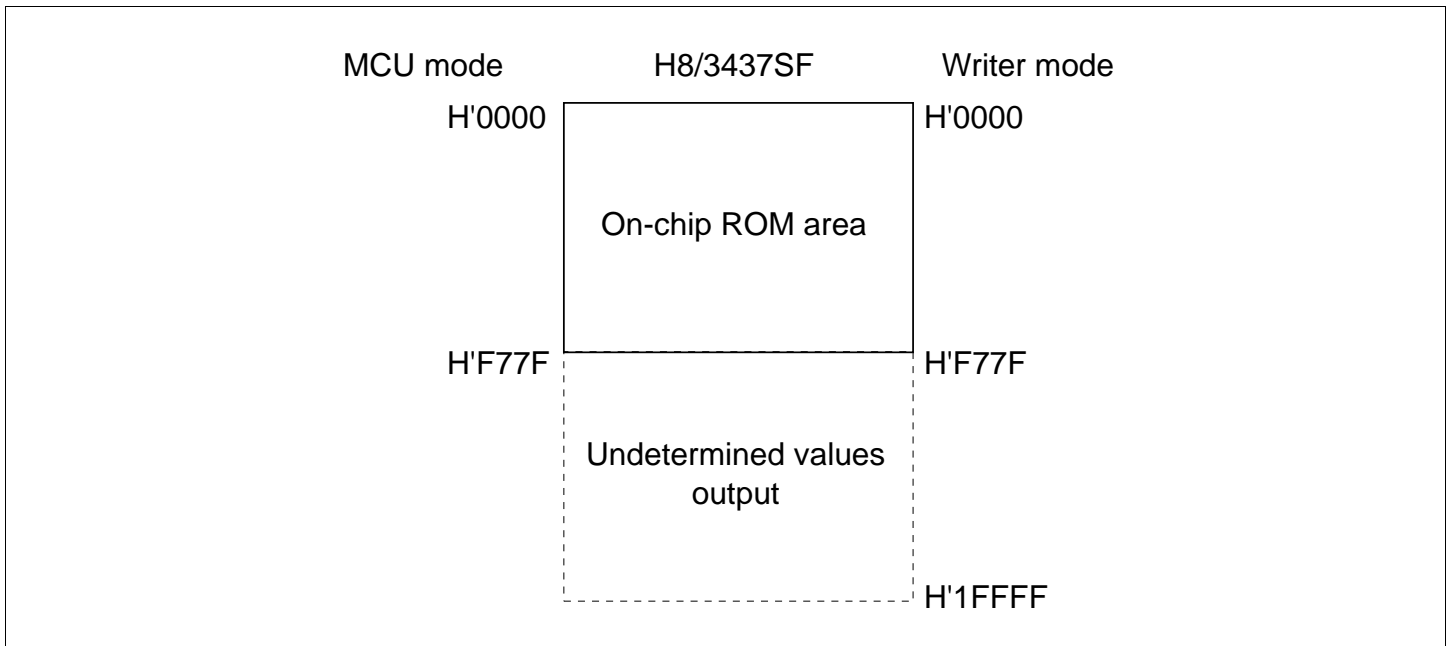 MCU mode H8/3437SF Writer mode
H'0000 H'0000
On-chip ROM area
H'F77F H'F77F
Undetermined values
output
H'1FFFF